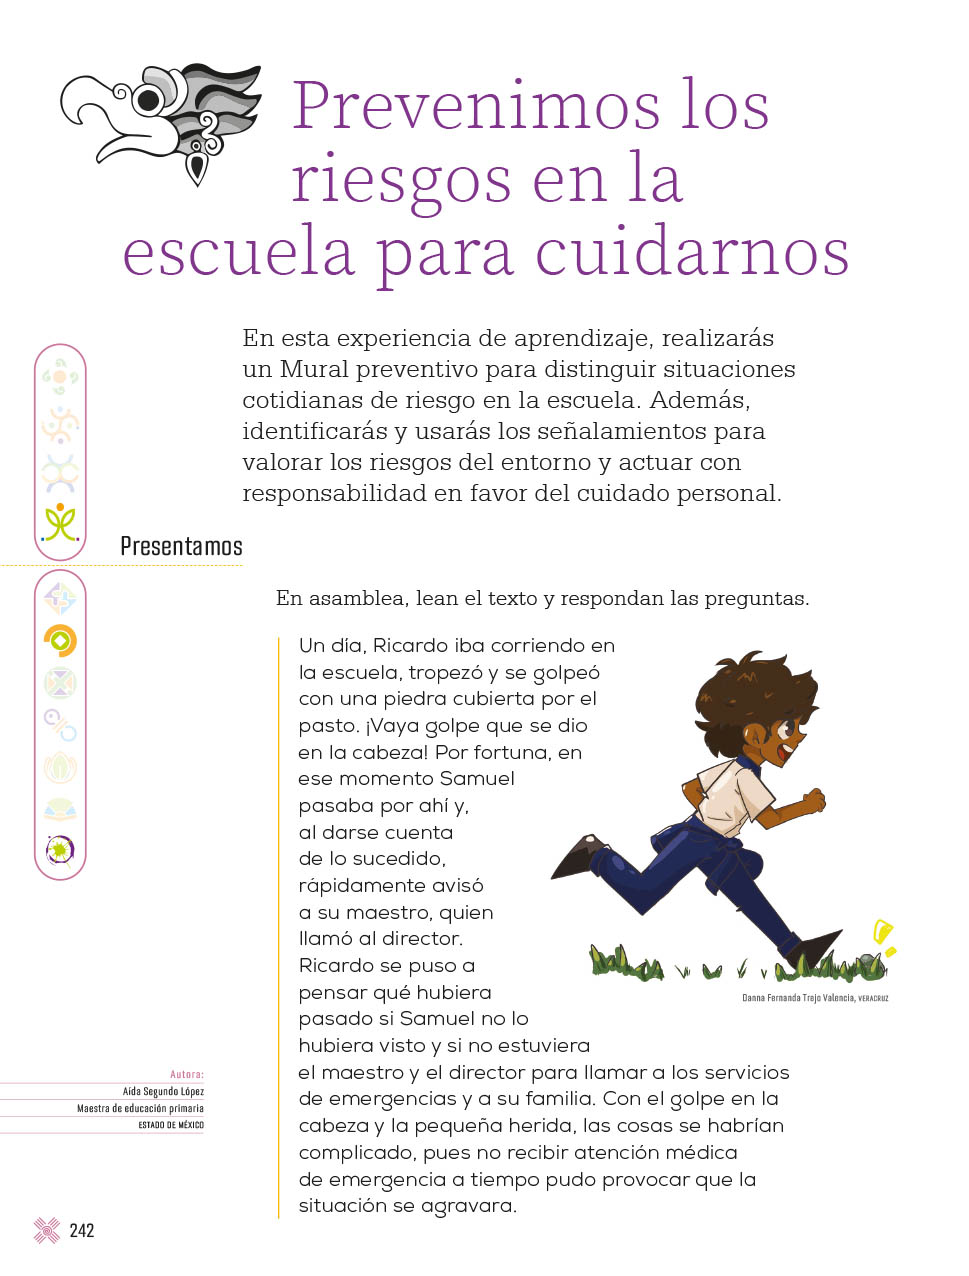 Prevenimos los
riesgos en la
escuela para cuidarnos
En esta experiencia de aprendizaje, realizarás
un Mural preventivo para distinguir situaciones
cotidianas de riesgo en la escuela. Además,
identificarás y usarás los señalamientos para
valorar los riesgos del entorno y actuar con
responsabilidad en favor del cuidado personal.
Presentamos
En asamblea, lean el texto y respondan las preguntas.
Un día, Ricardo iba corriendo en
la escuela, tropezó y se golpeó
con una piedra cubierta por el
pasto. ¡Vaya golpe que se dio
en la cabeza! Por fortuna, en
ese momento Samuel
pasaba por ahí y,
al darse cuenta
de lo sucedido,
rápidamente avisó
a su maestro, quien
llamó al director.
Ricardo se puso a
pensar qué hubiera
pasado si Samuel no lo
hubiera visto y si no estuviera
el maestro y el director para llamar a los servicios
de emergencias y a su familia. Con el golpe en la
cabeza y la pequeña herida, las cosas se habrían
complicado, pues no recibir atención médica
de emergencia a tiempo pudo provocar que la
situación se agravara.
Danna Fernanda Trejo Valencia, VERACRUZ
Autora:
Aída Segundo López
Maestra de educación primaria
ESTADO DE MÉXICO
242